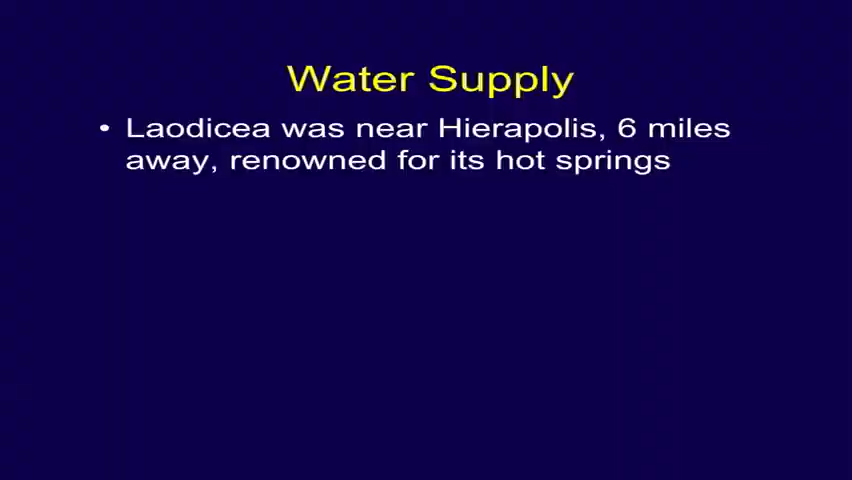 Water Supply
• Laodicea was near Hierapolis, 6 miles
away, renowned for its hot springs